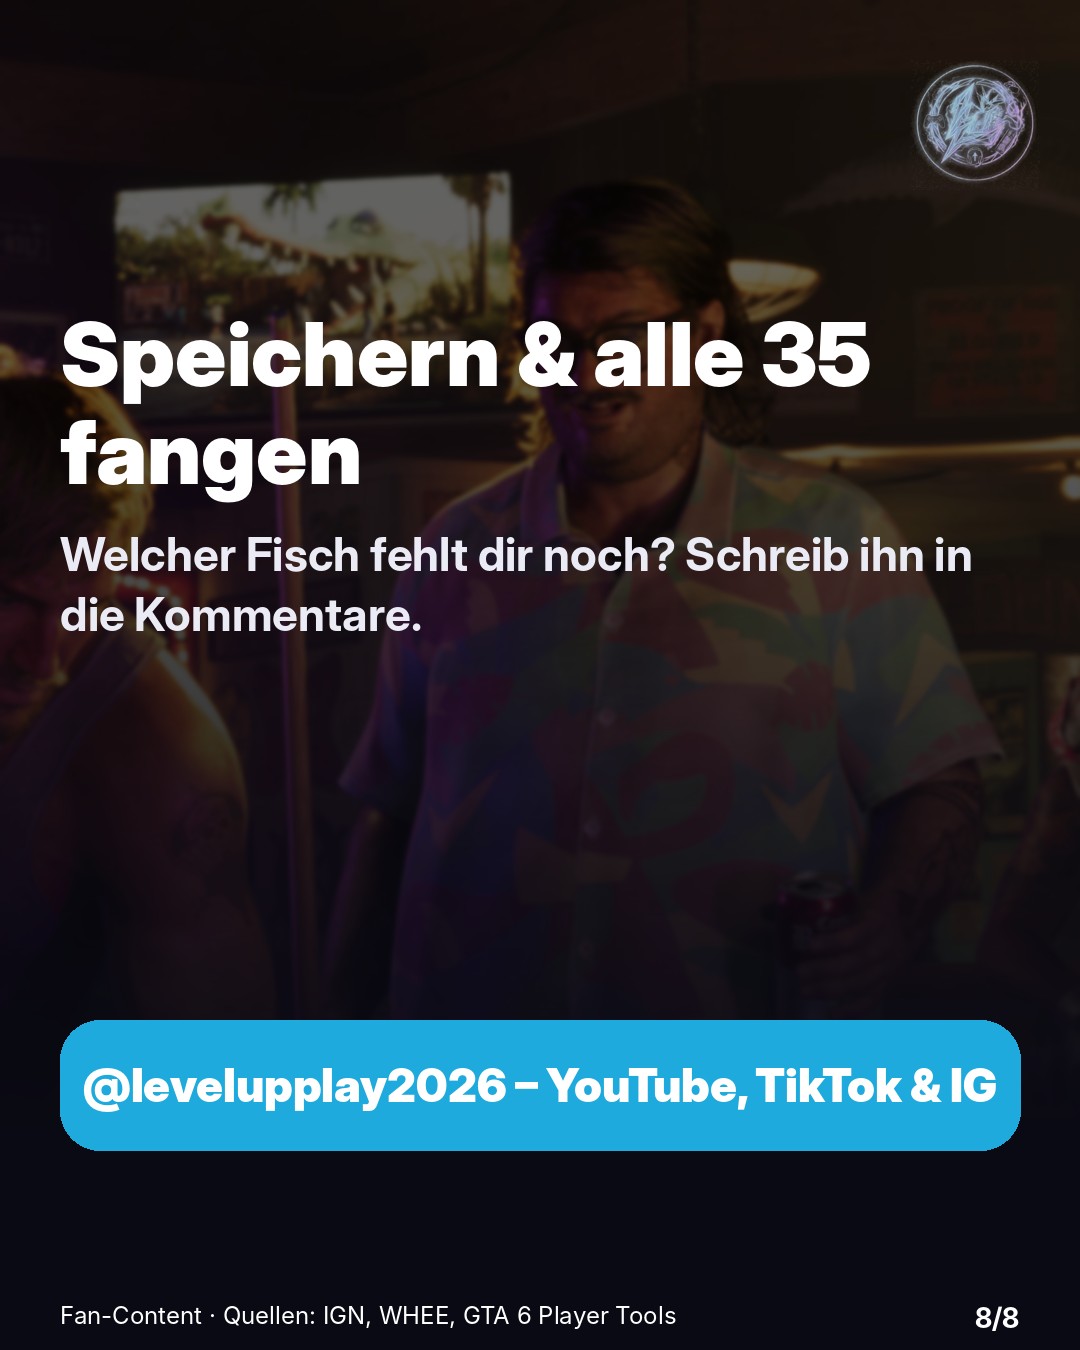 Speichern & alle 35
fangen
Welcher Fisch fehlt dir noch? Schreib ihn in
die Kommentare.
@levelupplay2026 – YouTube, TikTok & IG
Fan-Content · Quellen: IGN, WHEE, GTA 6 Player Tools
8/8